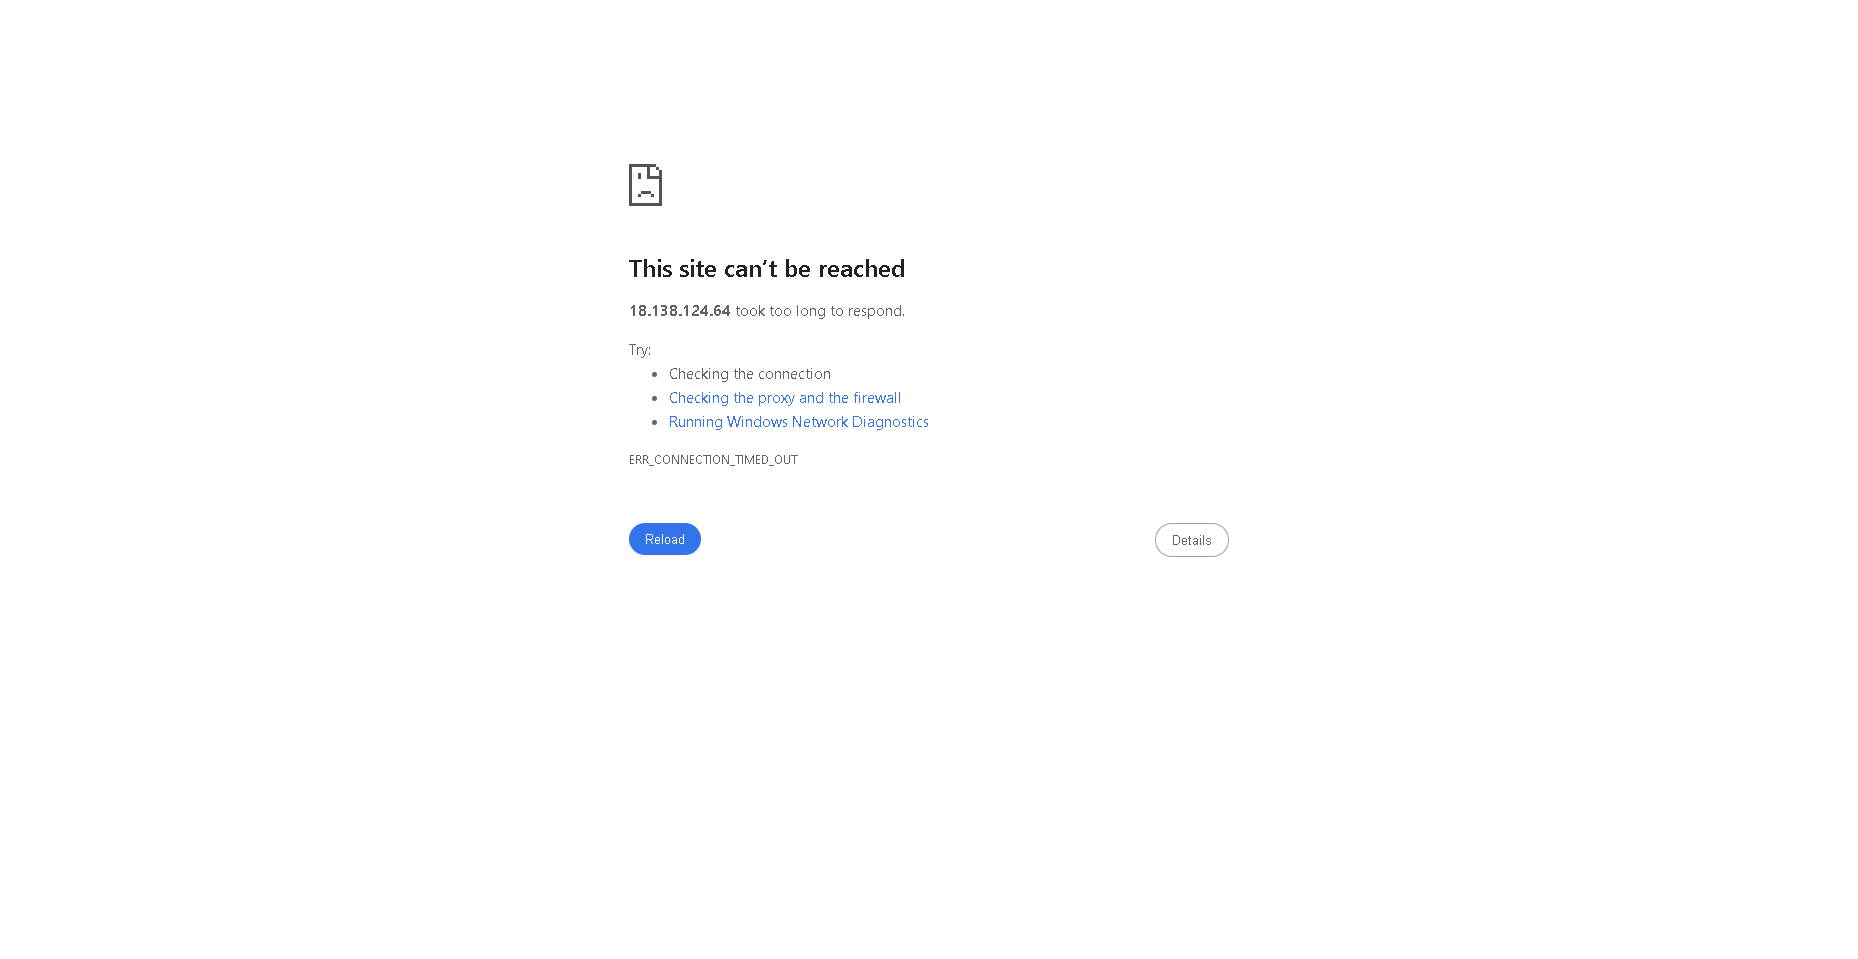 This site can’t be reached
18.138.124.64 took too long to respond.
Try:
Checking the connection
Checking the proxy and the firewall
Running Windows Network Diagnostics
ERR_CONNECTION_TIMED_OUT
Reload
Details